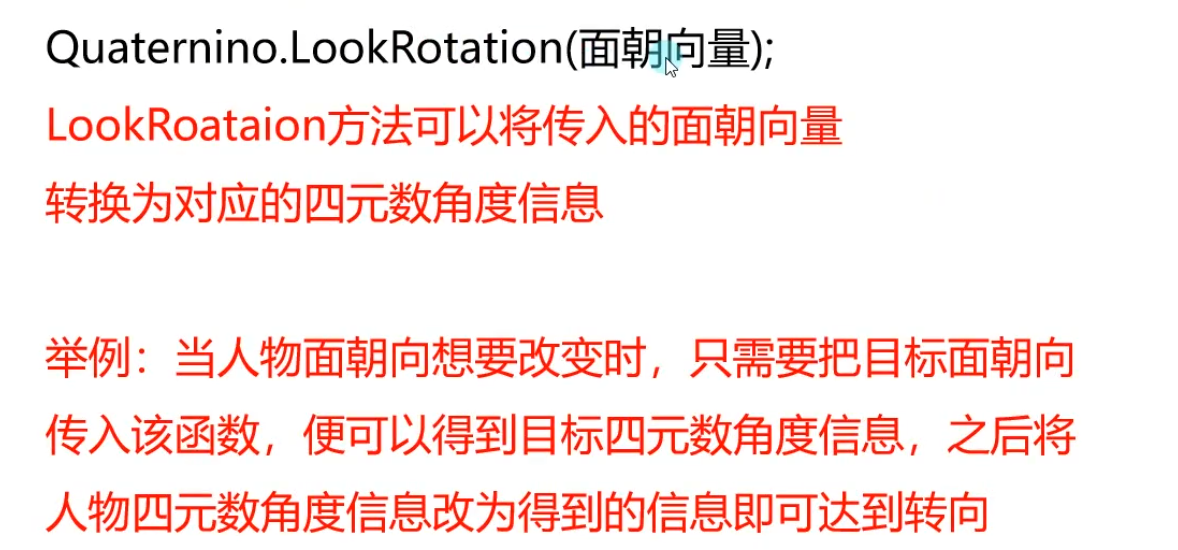 Quaternino.LookRotation(面朝向量);
LookRoataion方法可以将传入的面朝向量
转换为对应的四元数角度信息
举例：当人物面朝向想要改变时，只需要把目标面朝向
传入该函数，便可以得到目标四元数角度信息，之后将
人物四元数角度信息改为得到的信息即可达到转向